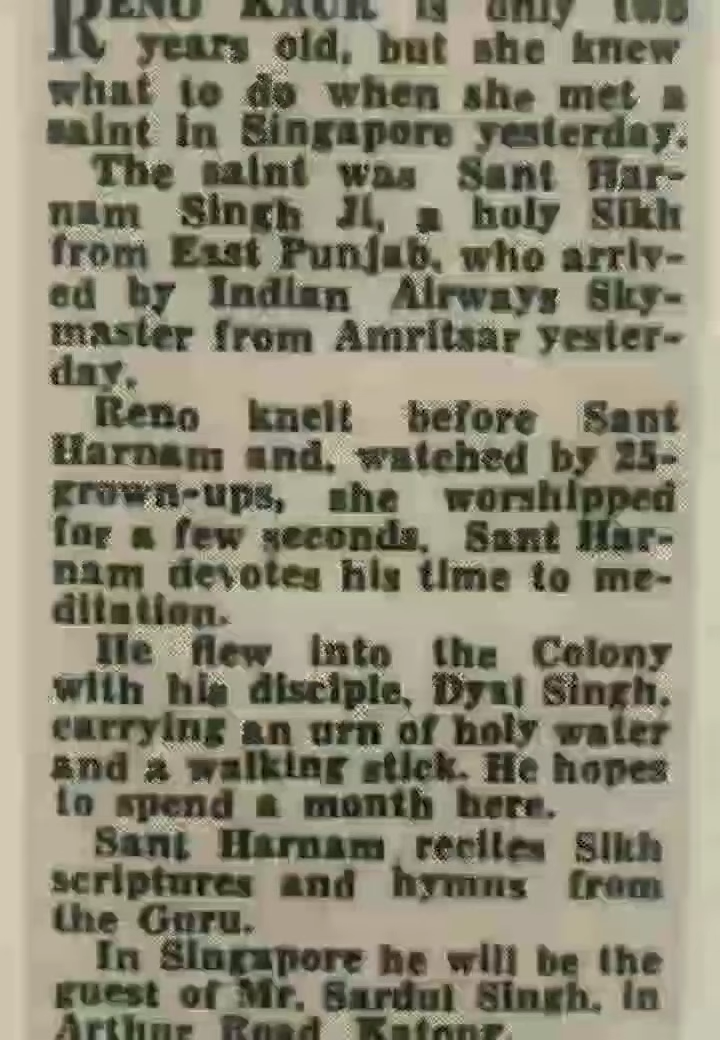 RENO KAUR is only two
years old, but she knew
what to do when she met a
saint in Singapore yesterday.
The saint was Sant Har-
nam Singh Ji, a holy Sikh
from East Punjab, who arriv-
ed by Indian Airways Sky-
master from Amritsar yester-
day.
Reno knelt before Sant
Harnam and, watched by 25-
grown-ups, she worshipped
for a few seconds. Sant Har-
nam devotes his time to me-
ditation.
He flew into the Colony
with his disciple, Dyal Singh,
carrying an urn of holy water
and a walking stick. He hopes
to spend a month here.
Sant Harnam recites Sikh
scriptures and hymns from
the Guru.
In Singapore he will be the
guest of Mr. Sardul Singh, in
Arthur Road, Katong.